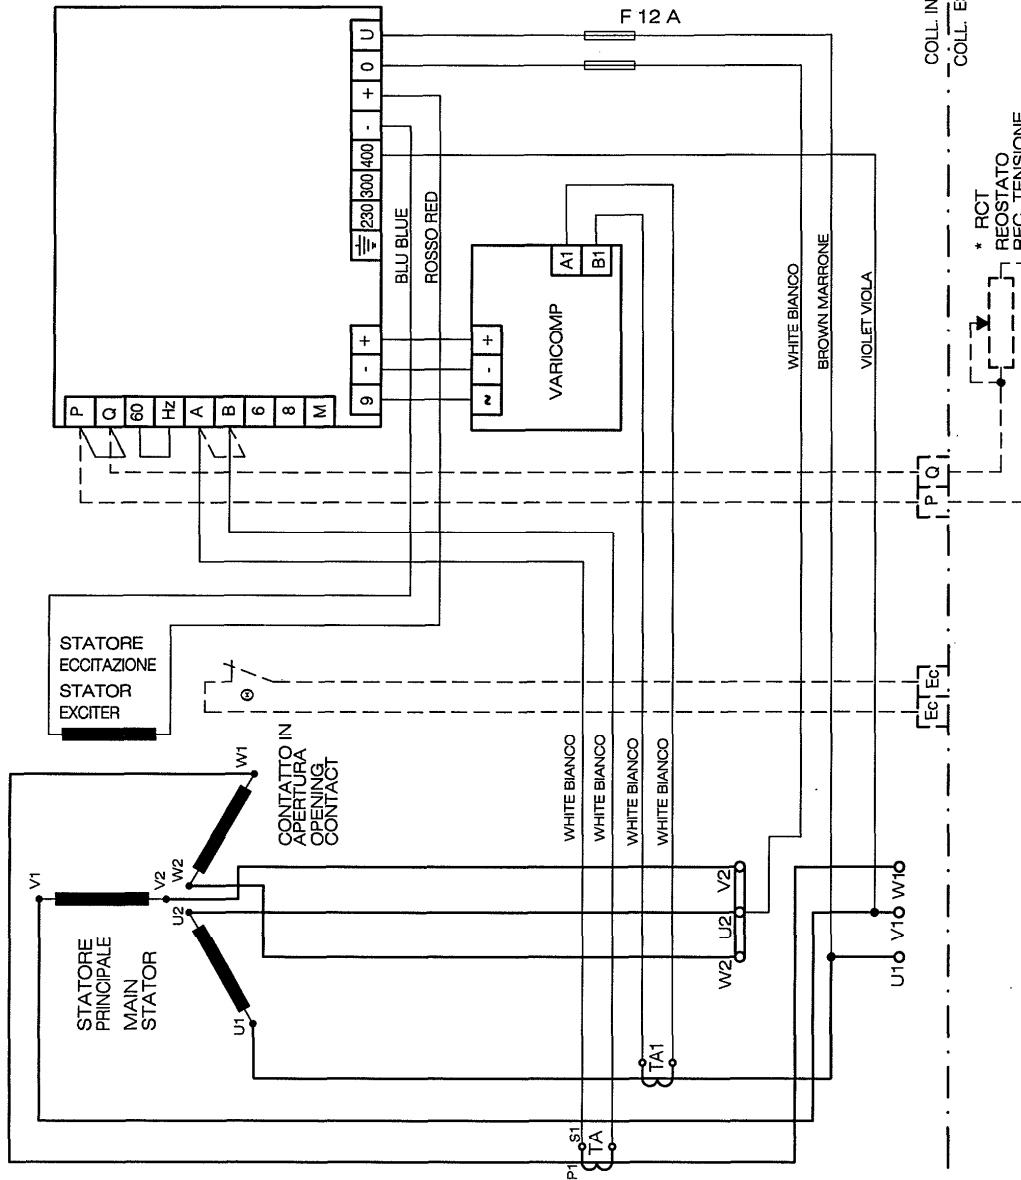 F 12 A
COLL. IN
COLL. E
U
0
+
-
400
300
230
BLU BLUE
ROSSO RED
+
-
9
P
Q
60
Hz
A
B
6
8
M
VARICOMP
+
-
~
A1
B1
WHITE BIANCO
BROWN MARRONE
VIOLET VIOLA
* RCT
REOSTATO
REG. TENSIONE
Q
P
STATORE
ECCITAZIONE
STATOR
EXCITER
Ec
Ec
Θ
CONTATTO IN
APERTURA
OPENING
CONTACT
WHITE BIANCO
WHITE BIANCO
WHITE BIANCO
WHITE BIANCO
W1
V1
V2
W2
U2
U1
STATORE
PRINCIPALE
MAIN
STATOR
V2
U2
W2
W1
V1
U1
TA1
S1
TA
P1